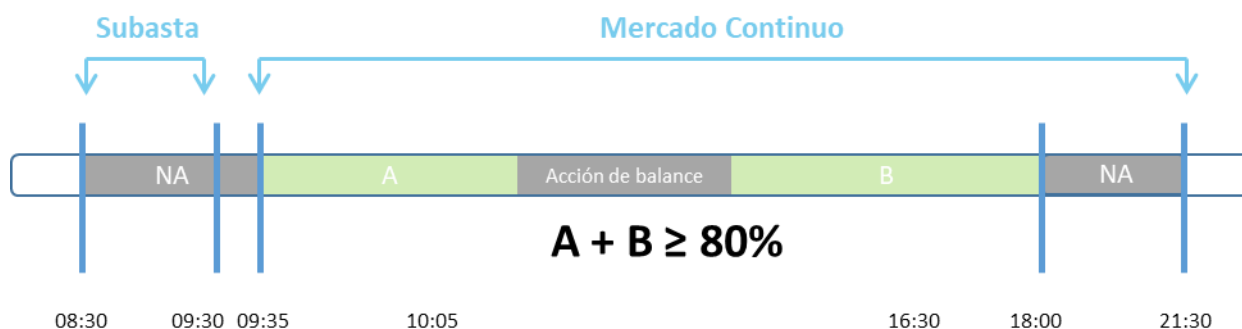 Subasta Mercado Continuo
NA A Acción de balance B NA
A + B ≥ 80%
08:30 09:30 09:35 10:05 16:30 18:00 21:30